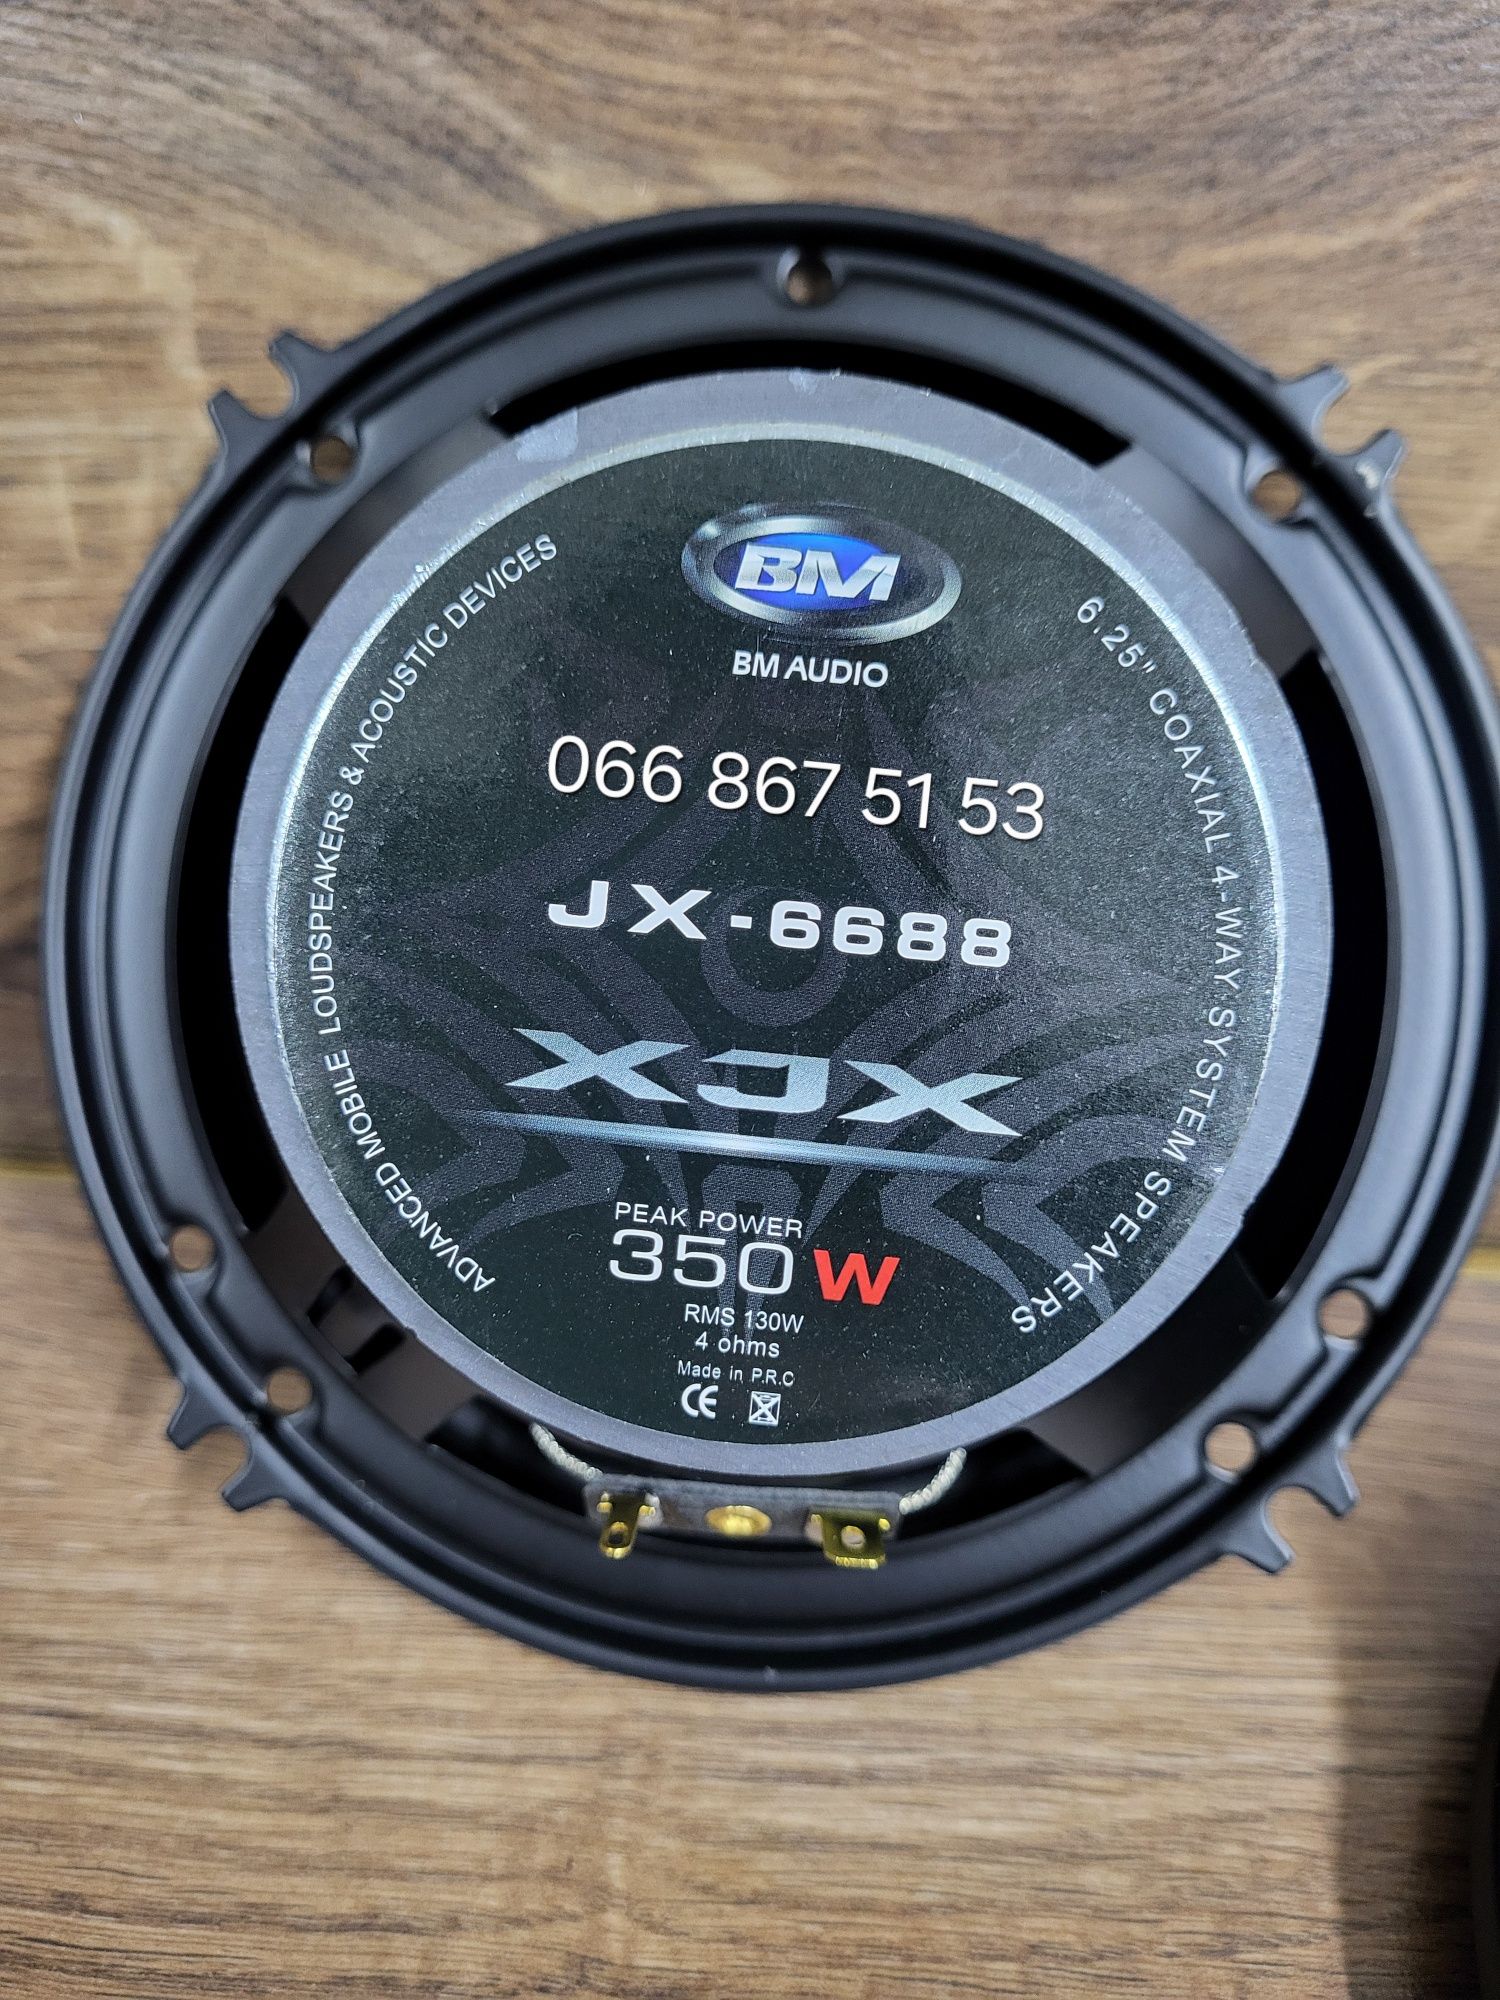 BM
BM AUDIO
ADVANCED MOBILE LOUDSPEAKERS & ACOUSTIC DEVICES
6.25" COAXIAL 4-WAY SYSTEM SPEAKERS
066 867 51 53
JX-6688
XJX
PEAK POWER
350W
RMS 130W
4 ohms
Made in P.R.C
CE